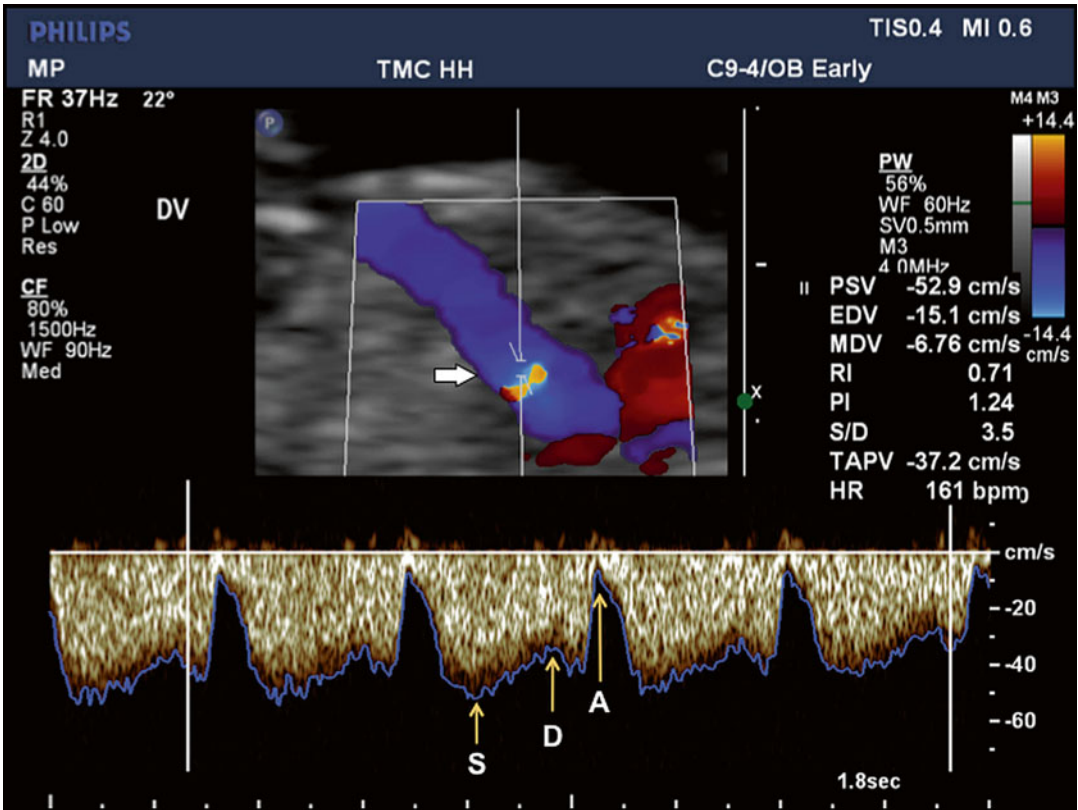 PHILIPS
TIS0.4 MI 0.6
MP TMC HH C9-4/OB Early
FR 37Hz 22°
R1
Z 4.0
2D
44%
C 60
P Low
Res
CF
80%
1500Hz
WF 90Hz
Med
DV
P
M4 M3
+14.4
PW
56%
WF 60Hz
SV0.5mm
M3
4.0MHz
-14.4
cm/s
x
II PSV -52.9 cm/s
EDV -15.1 cm/s
MDV -6.76 cm/s
RI 0.71
PI 1.24
S/D 3.5
TAPV -37.2 cm/s
HR 161 bpm
cm/s
-20
-40
-60
A
D
S
1.8sec